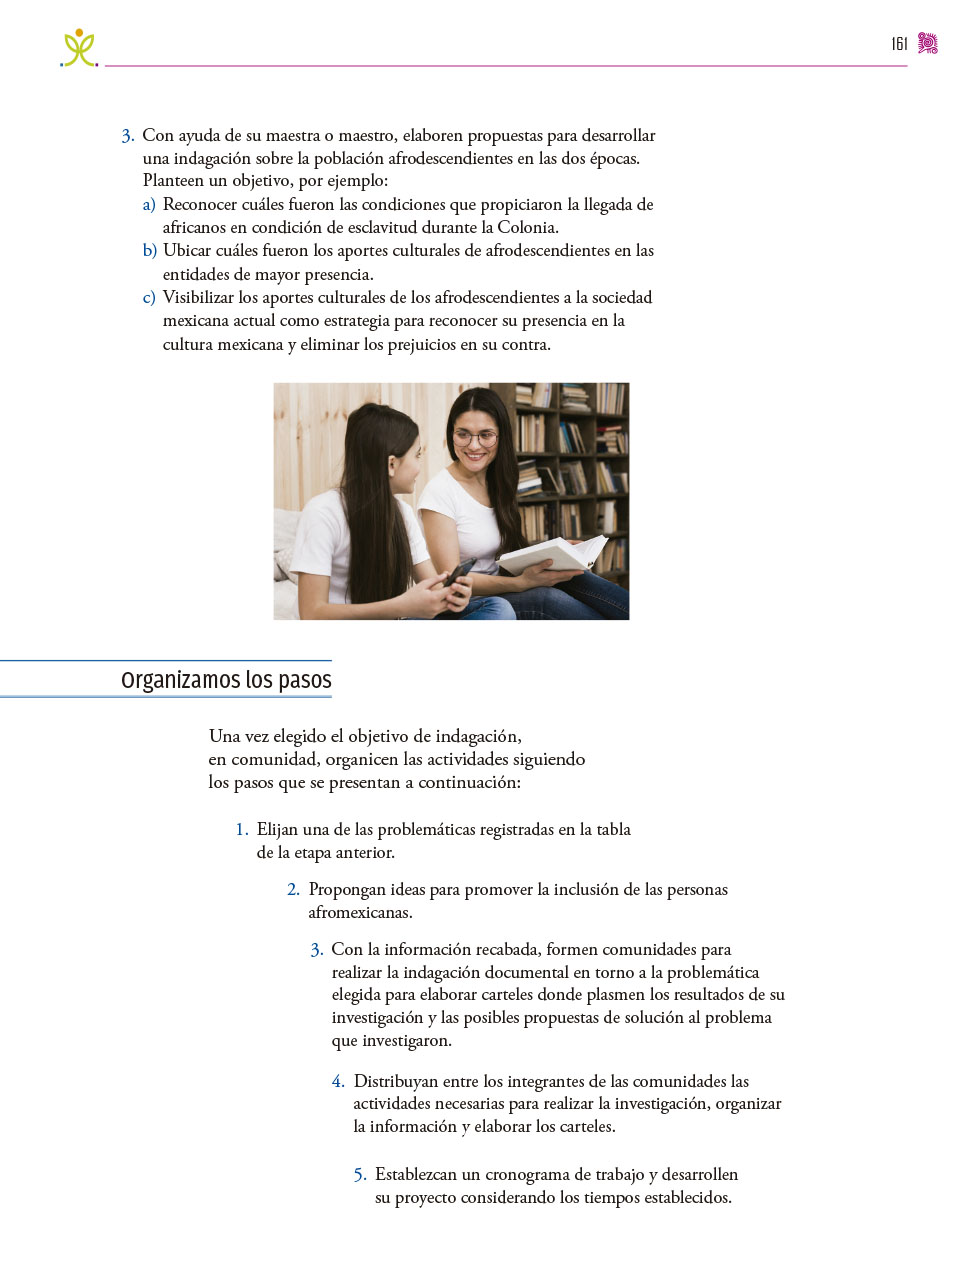 161
3. Con ayuda de su maestra o maestro, elaboren propuestas para desarrollar
una indagación sobre la población afrodescendientes en las dos épocas.
Planteen un objetivo, por ejemplo:
a) Reconocer cuáles fueron las condiciones que propiciaron la llegada de
africanos en condición de esclavitud durante la Colonia.
b) Ubicar cuáles fueron los aportes culturales de afrodescendientes en las
entidades de mayor presencia.
c) Visibilizar los aportes culturales de los afrodescendientes a la sociedad
mexicana actual como estrategia para reconocer su presencia en la
cultura mexicana y eliminar los prejuicios en su contra.
Organizamos los pasos
Una vez elegido el objetivo de indagación,
en comunidad, organicen las actividades siguiendo
los pasos que se presentan a continuación:
1. Elijan una de las problemáticas registradas en la tabla
de la etapa anterior.
2. Propongan ideas para promover la inclusión de las personas
afromexicanas.
3. Con la información recabada, formen comunidades para
realizar la indagación documental en torno a la problemática
elegida para elaborar carteles donde plasmen los resultados de su
investigación y las posibles propuestas de solución al problema
que investigaron.
4. Distribuyan entre los integrantes de las comunidades las
actividades necesarias para realizar la investigación, organizar
la información y elaborar los carteles.
5. Establezcan un cronograma de trabajo y desarrollen
su proyecto considerando los tiempos establecidos.